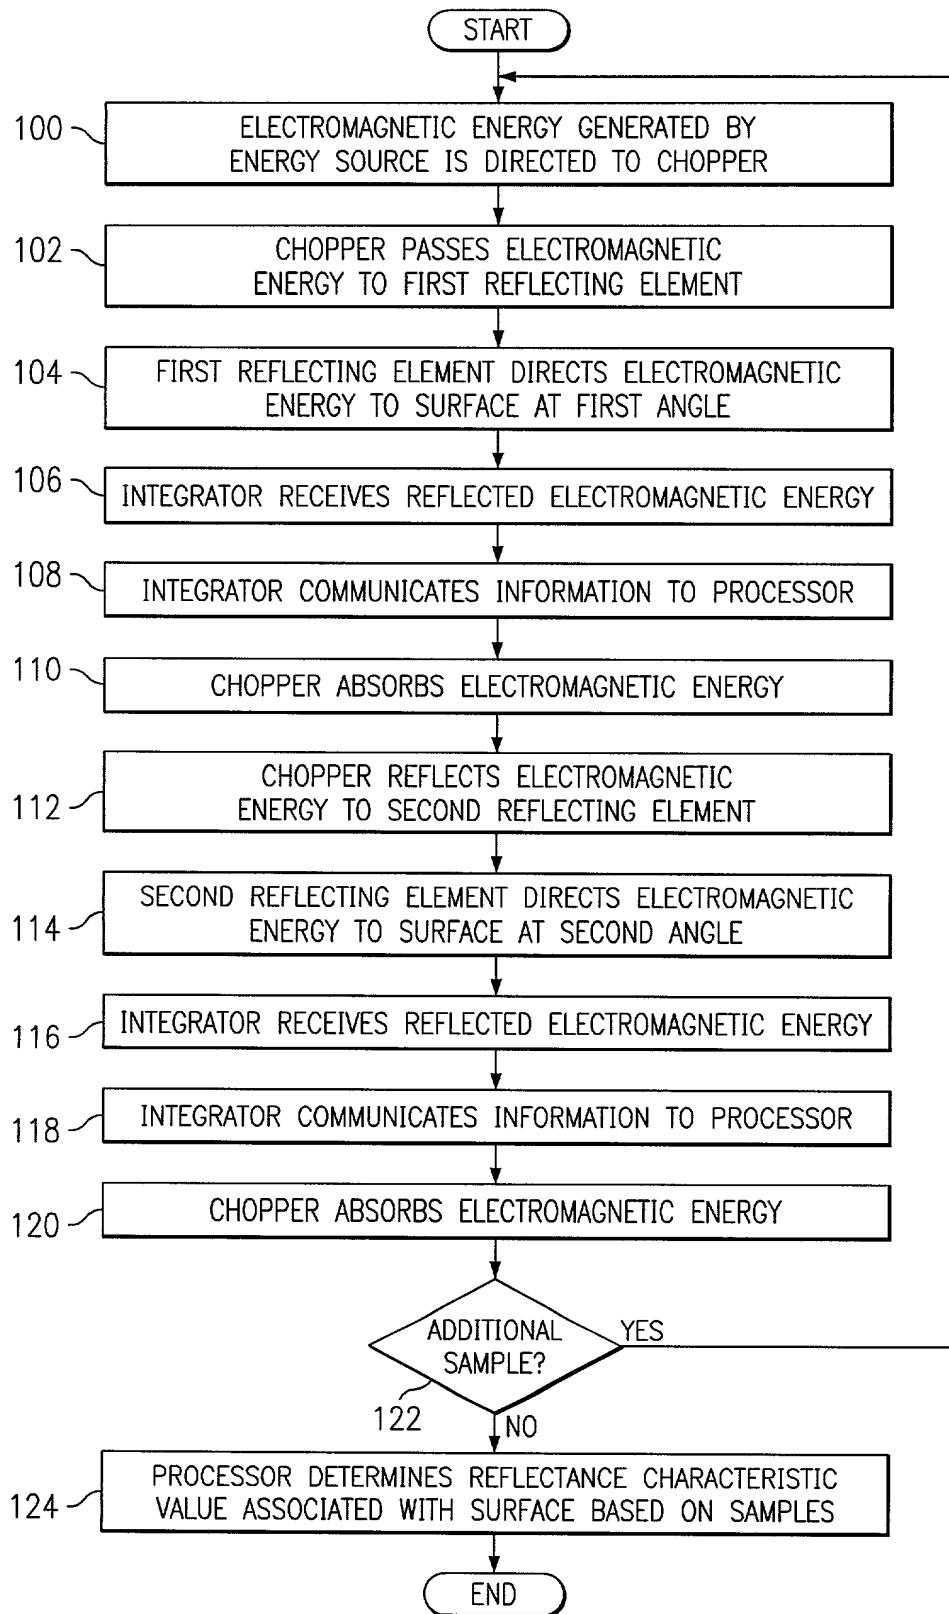 START
100
ELECTROMAGNETIC ENERGY GENERATED BY
ENERGY SOURCE IS DIRECTED TO CHOPPER
102
CHOPPER PASSES ELECTROMAGNETIC
ENERGY TO FIRST REFLECTING ELEMENT
104
FIRST REFLECTING ELEMENT DIRECTS ELECTROMAGNETIC
ENERGY TO SURFACE AT FIRST ANGLE
106
INTEGRATOR RECEIVES REFLECTED ELECTROMAGNETIC ENERGY
108
INTEGRATOR COMMUNICATES INFORMATION TO PROCESSOR
110
CHOPPER ABSORBS ELECTROMAGNETIC ENERGY
112
CHOPPER REFLECTS ELECTROMAGNETIC
ENERGY TO SECOND REFLECTING ELEMENT
114
SECOND REFLECTING ELEMENT DIRECTS ELECTROMAGNETIC
ENERGY TO SURFACE AT SECOND ANGLE
116
INTEGRATOR RECEIVES REFLECTED ELECTROMAGNETIC ENERGY
118
INTEGRATOR COMMUNICATES INFORMATION TO PROCESSOR
120
CHOPPER ABSORBS ELECTROMAGNETIC ENERGY
ADDITIONAL
SAMPLE?
YES
122
NO
124
PROCESSOR DETERMINES REFLECTANCE CHARACTERISTIC
VALUE ASSOCIATED WITH SURFACE BASED ON SAMPLES
END